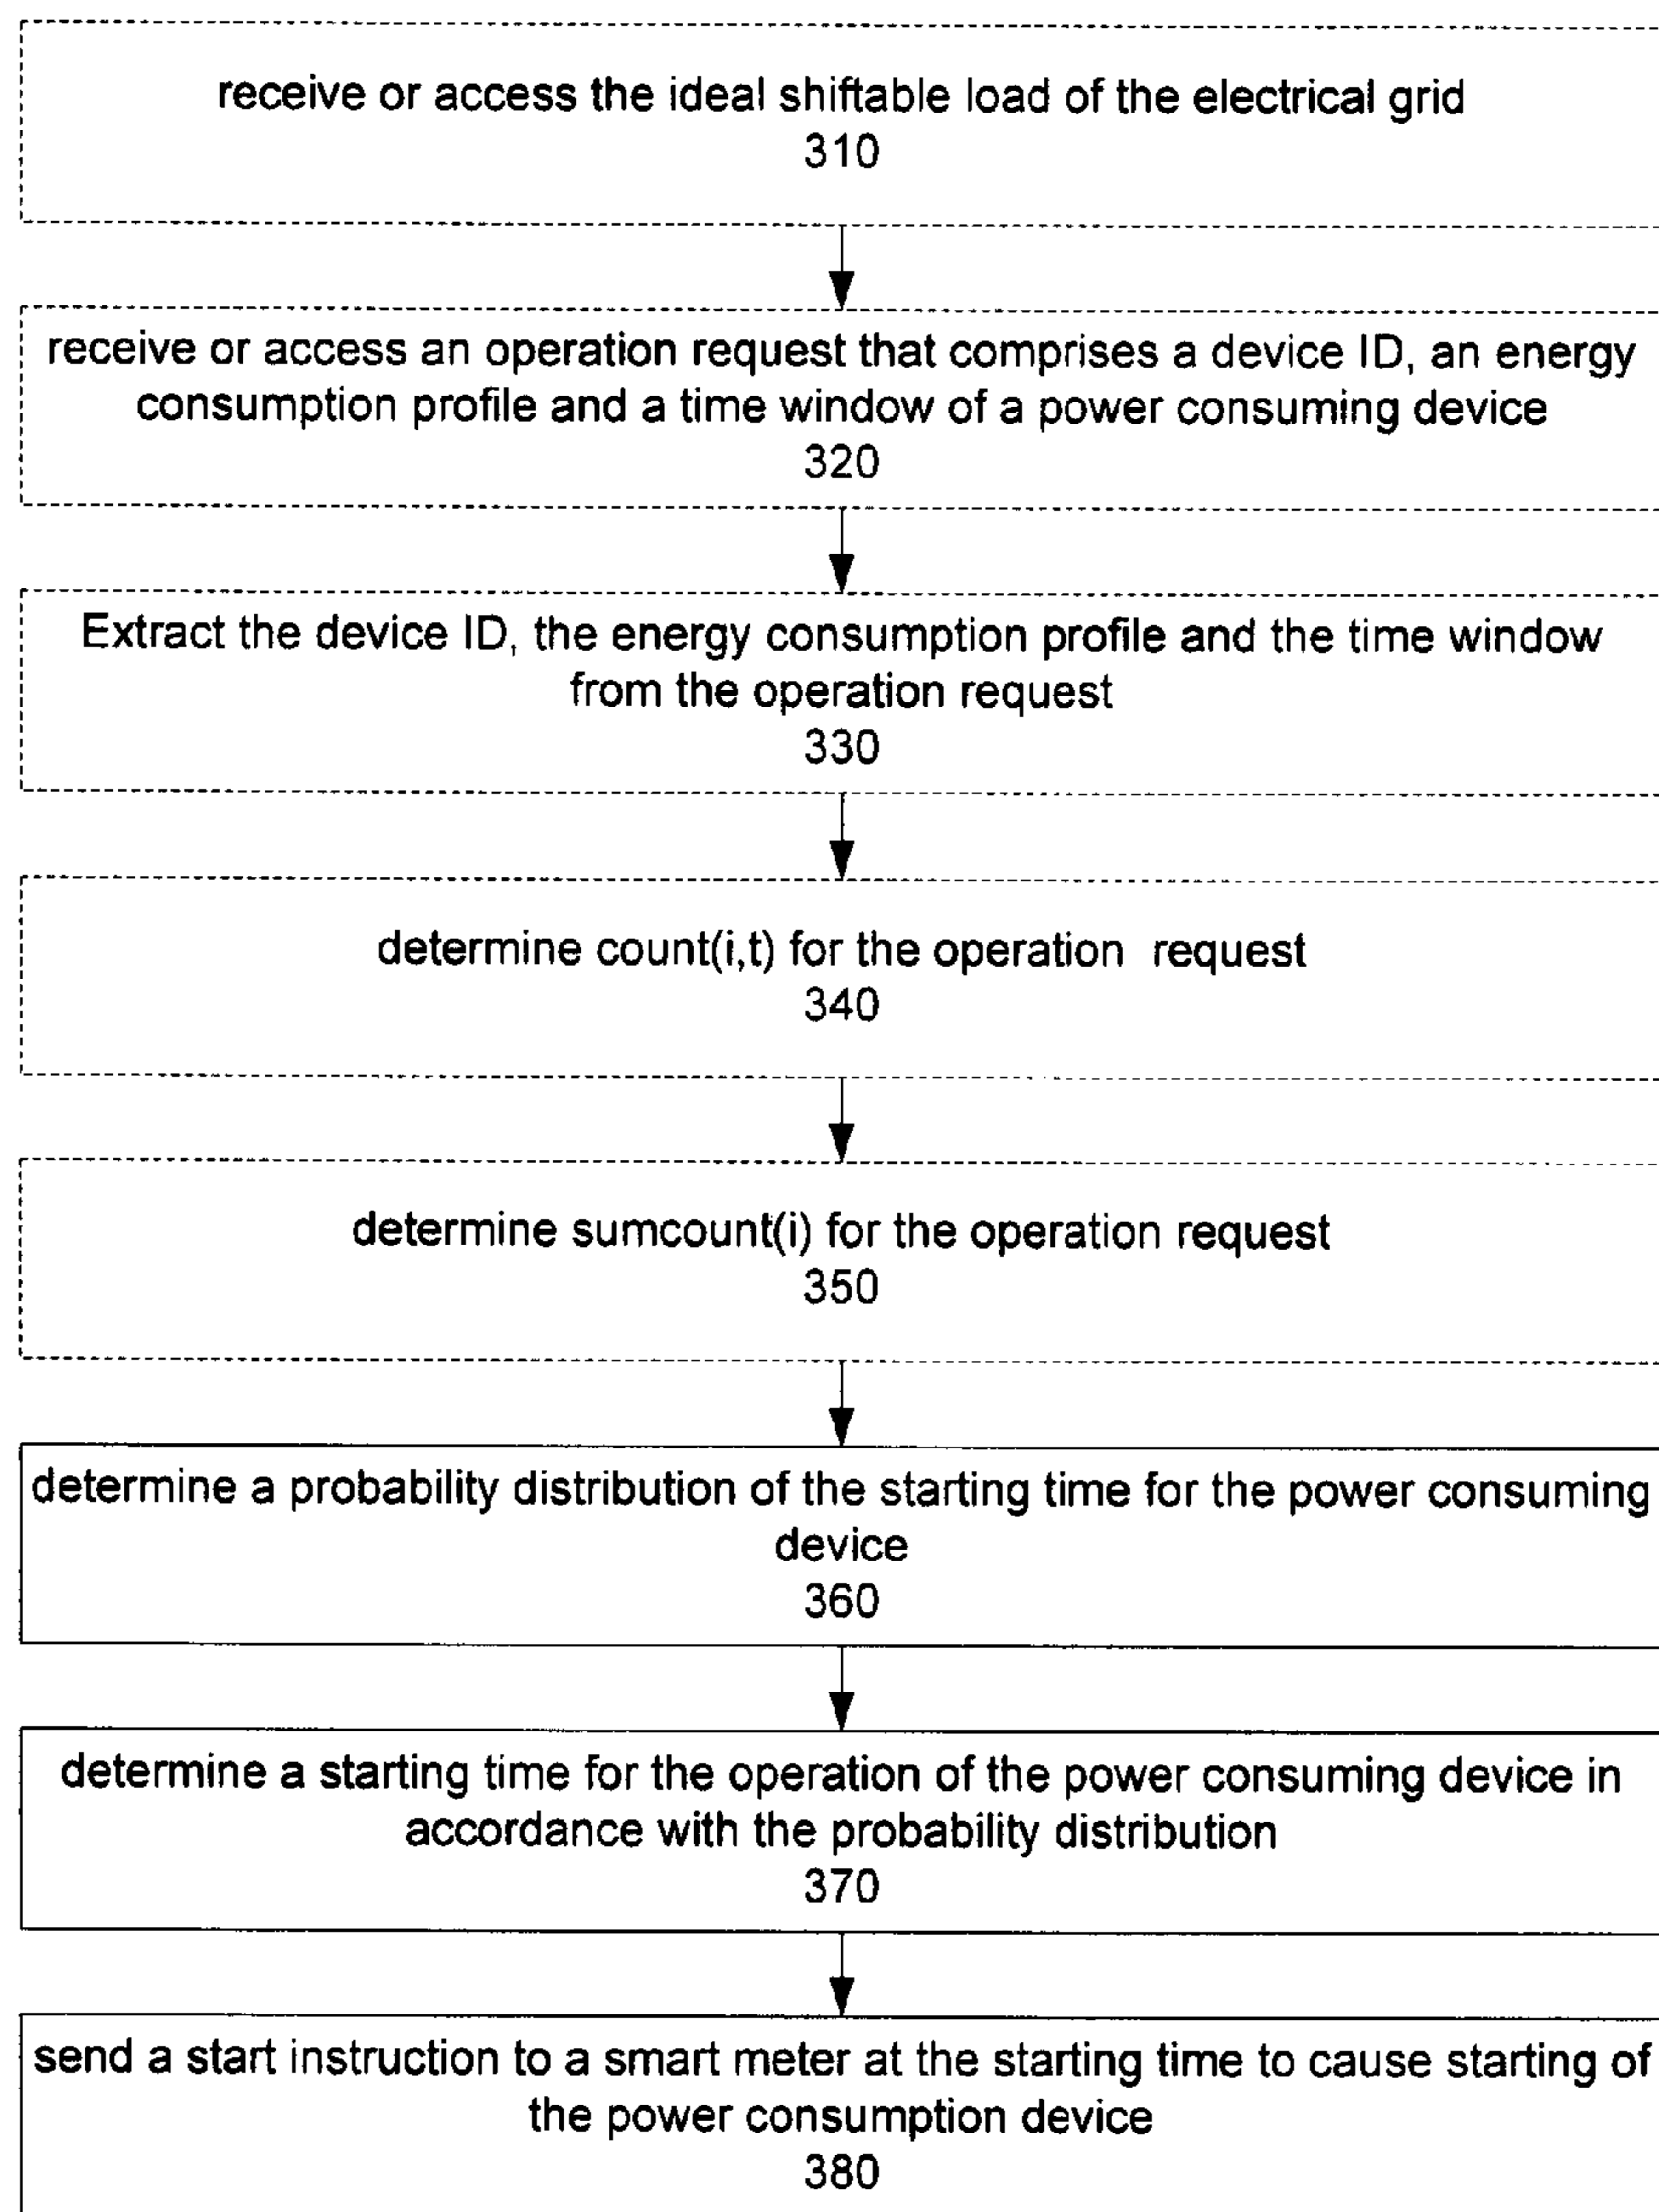 receive or access the ideal shiftable load of the electrical grid
310
receive or access an operation request that comprises a device ID, an energy
consumption profile and a time window of a power consuming device
320
Extract the device ID, the energy consumption profile and the time window
from the operation request
330
determine count(i,t) for the operation request
340
determine sumcount(i) for the operation request
350
determine a probability distribution of the starting time for the power consuming
device
360
determine a starting time for the operation of the power consuming device in
accordance with the probability distribution
370
send a start instruction to a smart meter at the starting time to cause starting of
the power consumption device
380